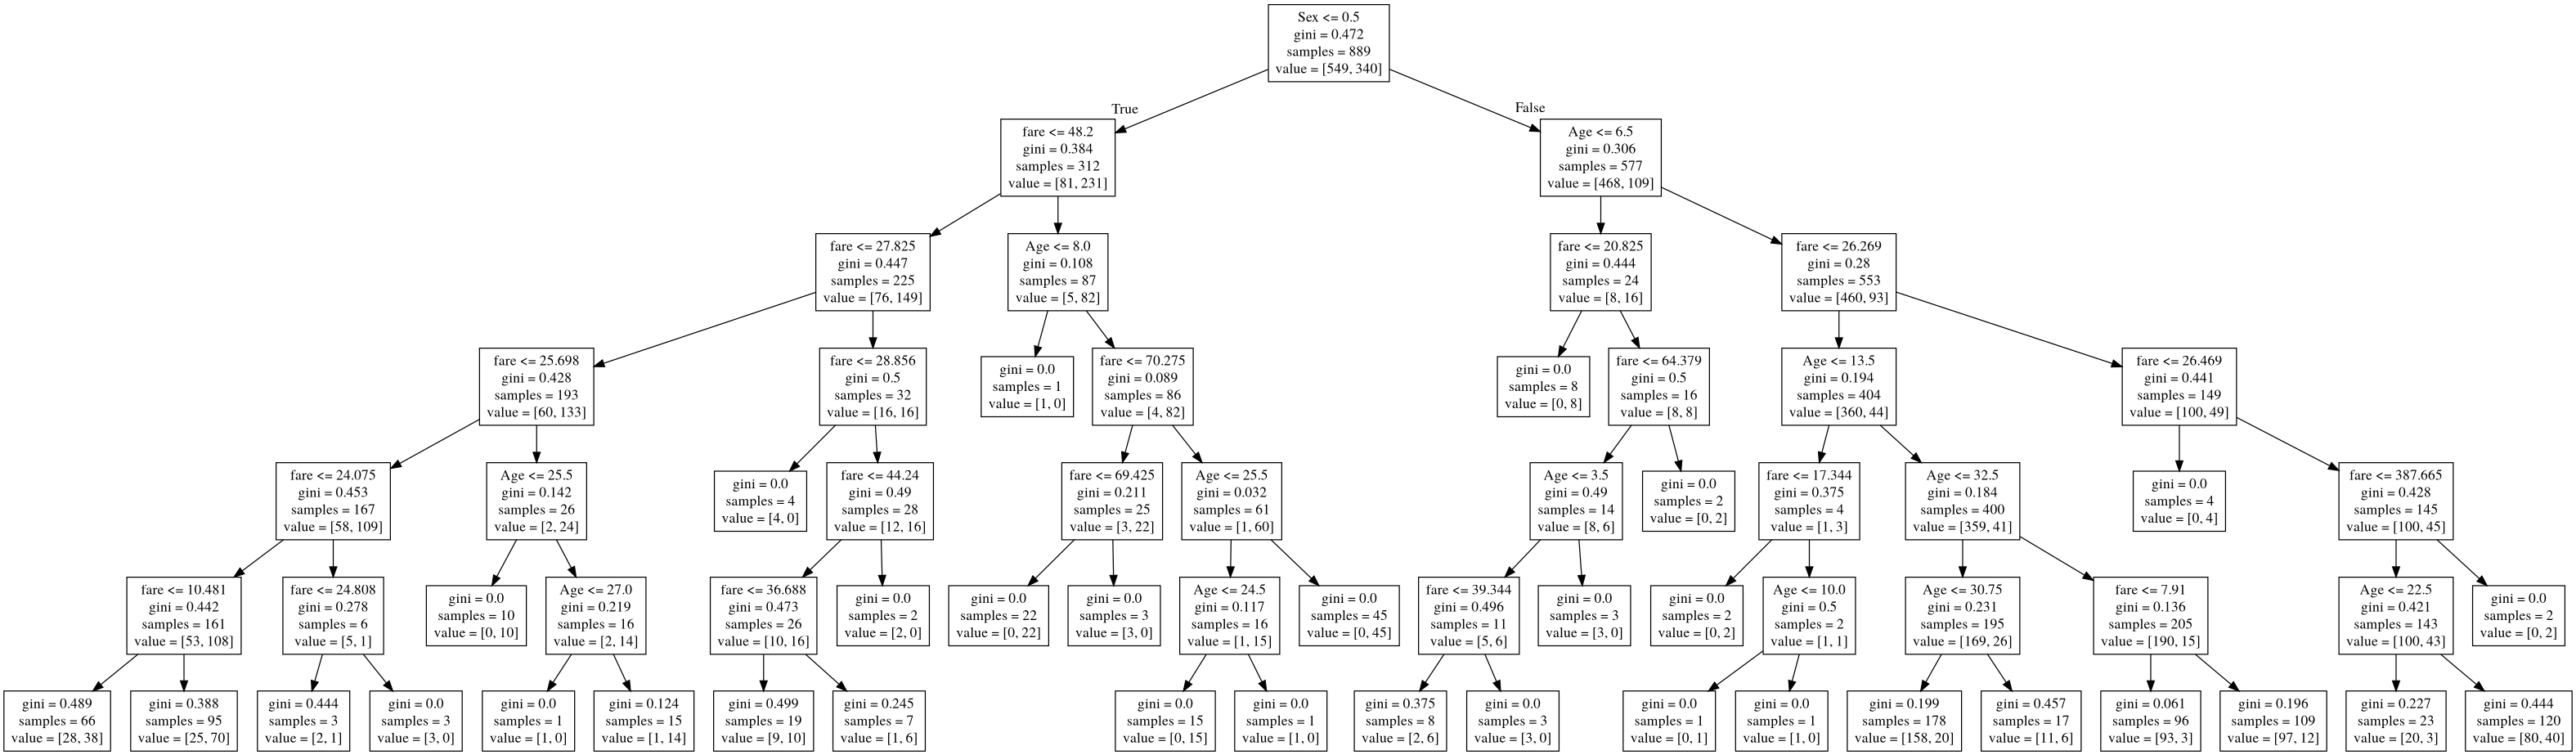 Sex <= 0.5
gini = 0.472
samples = 889
value = [549, 340]
True
False
fare <= 48.2
gini = 0.384
samples = 312
value = [81, 231]
Age <= 6.5
gini = 0.306
samples = 577
value = [468, 109]
fare <= 27.825
gini = 0.447
samples = 225
value = [76, 149]
Age <= 8.0
gini = 0.108
samples = 87
value = [5, 82]
fare <= 20.825
gini = 0.444
samples = 24
value = [8, 16]
fare <= 26.269
gini = 0.28
samples = 553
value = [460, 93]
fare <= 25.698
gini = 0.428
samples = 193
value = [60, 133]
fare <= 28.856
gini = 0.5
samples = 32
value = [16, 16]
gini = 0.0
samples = 1
value = [1, 0]
fare <= 70.275
gini = 0.089
samples = 86
value = [4, 82]
gini = 0.0
samples = 8
value = [0, 8]
fare <= 64.379
gini = 0.5
samples = 16
value = [8, 8]
Age <= 13.5
gini = 0.194
samples = 404
value = [360, 44]
fare <= 26.469
gini = 0.441
samples = 149
value = [100, 49]
fare <= 24.075
gini = 0.453
samples = 167
value = [58, 109]
Age <= 25.5
gini = 0.142
samples = 26
value = [2, 24]
gini = 0.0
samples = 4
value = [4, 0]
fare <= 44.24
gini = 0.49
samples = 28
value = [12, 16]
fare <= 69.425
gini = 0.211
samples = 25
value = [3, 22]
Age <= 25.5
gini = 0.032
samples = 61
value = [1, 60]
Age <= 3.5
gini = 0.49
samples = 14
value = [8, 6]
gini = 0.0
samples = 2
value = [0, 2]
fare <= 17.344
gini = 0.375
samples = 4
value = [1, 3]
Age <= 32.5
gini = 0.184
samples = 400
value = [359, 41]
gini = 0.0
samples = 4
value = [0, 4]
fare <= 387.665
gini = 0.428
samples = 145
value = [100, 45]
fare <= 10.481
gini = 0.442
samples = 161
value = [53, 108]
fare <= 24.808
gini = 0.278
samples = 6
value = [5, 1]
gini = 0.0
samples = 10
value = [0, 10]
Age <= 27.0
gini = 0.219
samples = 16
value = [2, 14]
fare <= 36.688
gini = 0.473
samples = 26
value = [10, 16]
gini = 0.0
samples = 2
value = [2, 0]
gini = 0.0
samples = 22
value = [0, 22]
gini = 0.0
samples = 3
value = [3, 0]
Age <= 24.5
gini = 0.117
samples = 16
value = [1, 15]
gini = 0.0
samples = 45
value = [0, 45]
fare <= 39.344
gini = 0.496
samples = 11
value = [5, 6]
gini = 0.0
samples = 3
value = [3, 0]
gini = 0.0
samples = 2
value = [0, 2]
Age <= 10.0
gini = 0.5
samples = 2
value = [1, 1]
Age <= 30.75
gini = 0.231
samples = 195
value = [169, 26]
fare <= 7.91
gini = 0.136
samples = 205
value = [190, 15]
Age <= 22.5
gini = 0.421
samples = 143
value = [100, 43]
gini = 0.0
samples = 2
value = [0, 2]
gini = 0.489
samples = 66
value = [28, 38]
gini = 0.388
samples = 95
value = [25, 70]
gini = 0.444
samples = 3
value = [2, 1]
gini = 0.0
samples = 3
value = [3, 0]
gini = 0.0
samples = 1
value = [1, 0]
gini = 0.124
samples = 15
value = [1, 14]
gini = 0.499
samples = 19
value = [9, 10]
gini = 0.245
samples = 7
value = [1, 6]
gini = 0.0
samples = 15
value = [0, 15]
gini = 0.0
samples = 1
value = [1, 0]
gini = 0.375
samples = 8
value = [2, 6]
gini = 0.0
samples = 3
value = [3, 0]
gini = 0.0
samples = 1
value = [0, 1]
gini = 0.0
samples = 1
value = [1, 0]
gini = 0.199
samples = 178
value = [158, 20]
gini = 0.457
samples = 17
value = [11, 6]
gini = 0.061
samples = 96
value = [93, 3]
gini = 0.196
samples = 109
value = [97, 12]
gini = 0.227
samples = 23
value = [20, 3]
gini = 0.444
samples = 120
value = [80, 40]